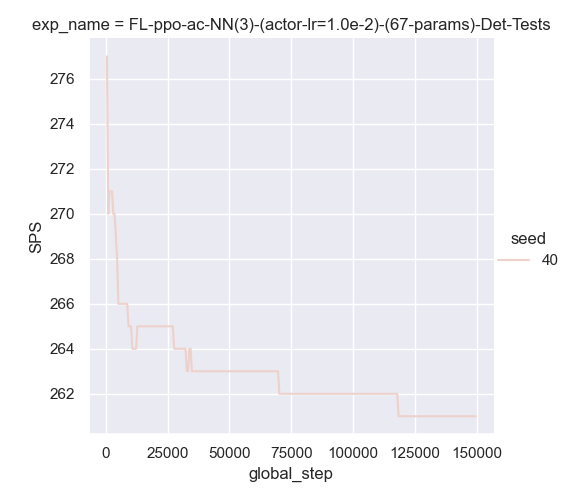 exp_name = FL-ppo-ac-NN(3)-(actor-lr=1.0e-2)-(67-params)-Det-Tests
276
274
272
270
268
266
264
262
SPS
0 25000 50000 75000 100000 125000 150000
global_step
seed
40